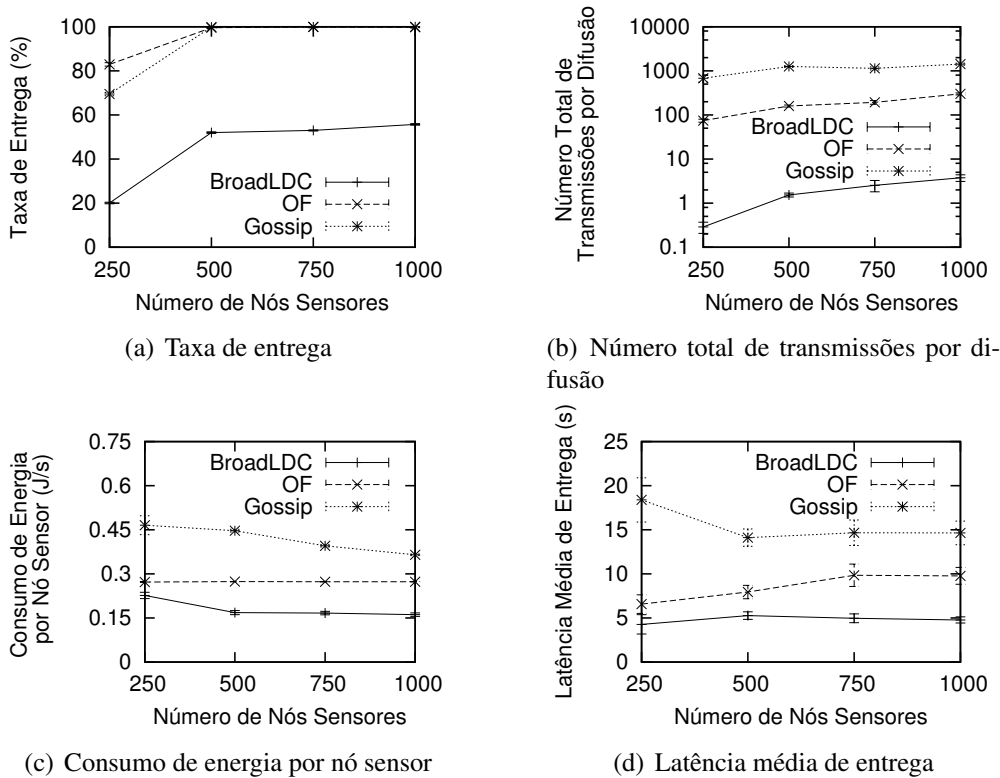 Taxa de Entrega (%)
100
80
60
40
20
0
BroadLDC
OF
Gossip
250 500 750 1000
Número de Nós Sensores
(a) Taxa de entrega
Número Total de
Transmissões por Difusão
10000
1000
100
10
1
0.1
BroadLDC
OF
Gossip
250 500 750 1000
Número de Nós Sensores
(b) Número total de transmissões por di-
fusão
Consumo de Energia
por Nó Sensor (J/s)
0.75
0.6
0.45
0.3
0.15
0
BroadLDC
OF
Gossip
250 500 750 1000
Número de Nós Sensores
(c) Consumo de energia por nó sensor
Latência Média de Entrega (s)
25
20
15
10
5
0
BroadLDC
OF
Gossip
250 500 750 1000
Número de Nós Sensores
(d) Latência média de entrega